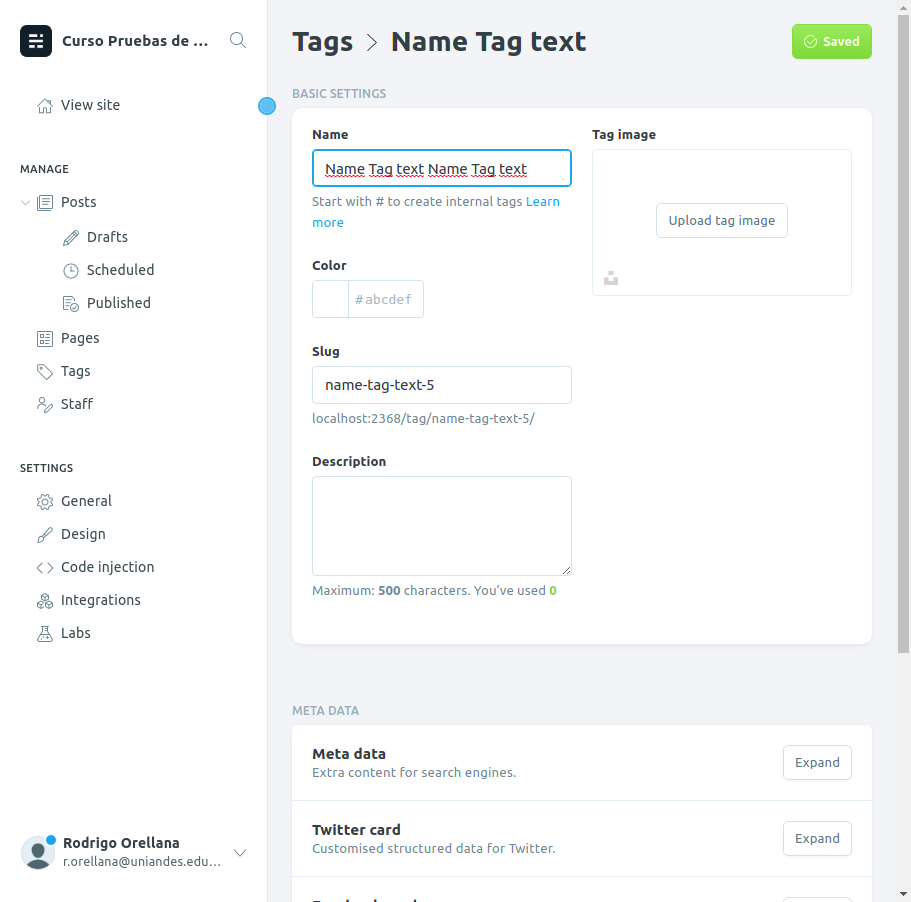 Curso Pruebas de ...
View site
MANAGE
Posts
Drafts
Scheduled
Published
Pages
Tags
Staff
SETTINGS
General
Design
Code injection
Integrations
Labs
Rodrigo Orellana
r.orellana@uniandes.edu...
Tags > Name Tag text
Saved
BASIC SETTINGS
Name
Name Tag text Name Tag text
Start with # to create internal tags Learn
more
Color
#abcdef
Slug
name-tag-text-5
localhost:2368/tag/name-tag-text-5/
Description
Maximum: 500 characters. You’ve used 0
Tag image
Upload tag image
META DATA
Meta data
Extra content for search engines.
Expand
Twitter card
Customised structured data for Twitter.
Expand